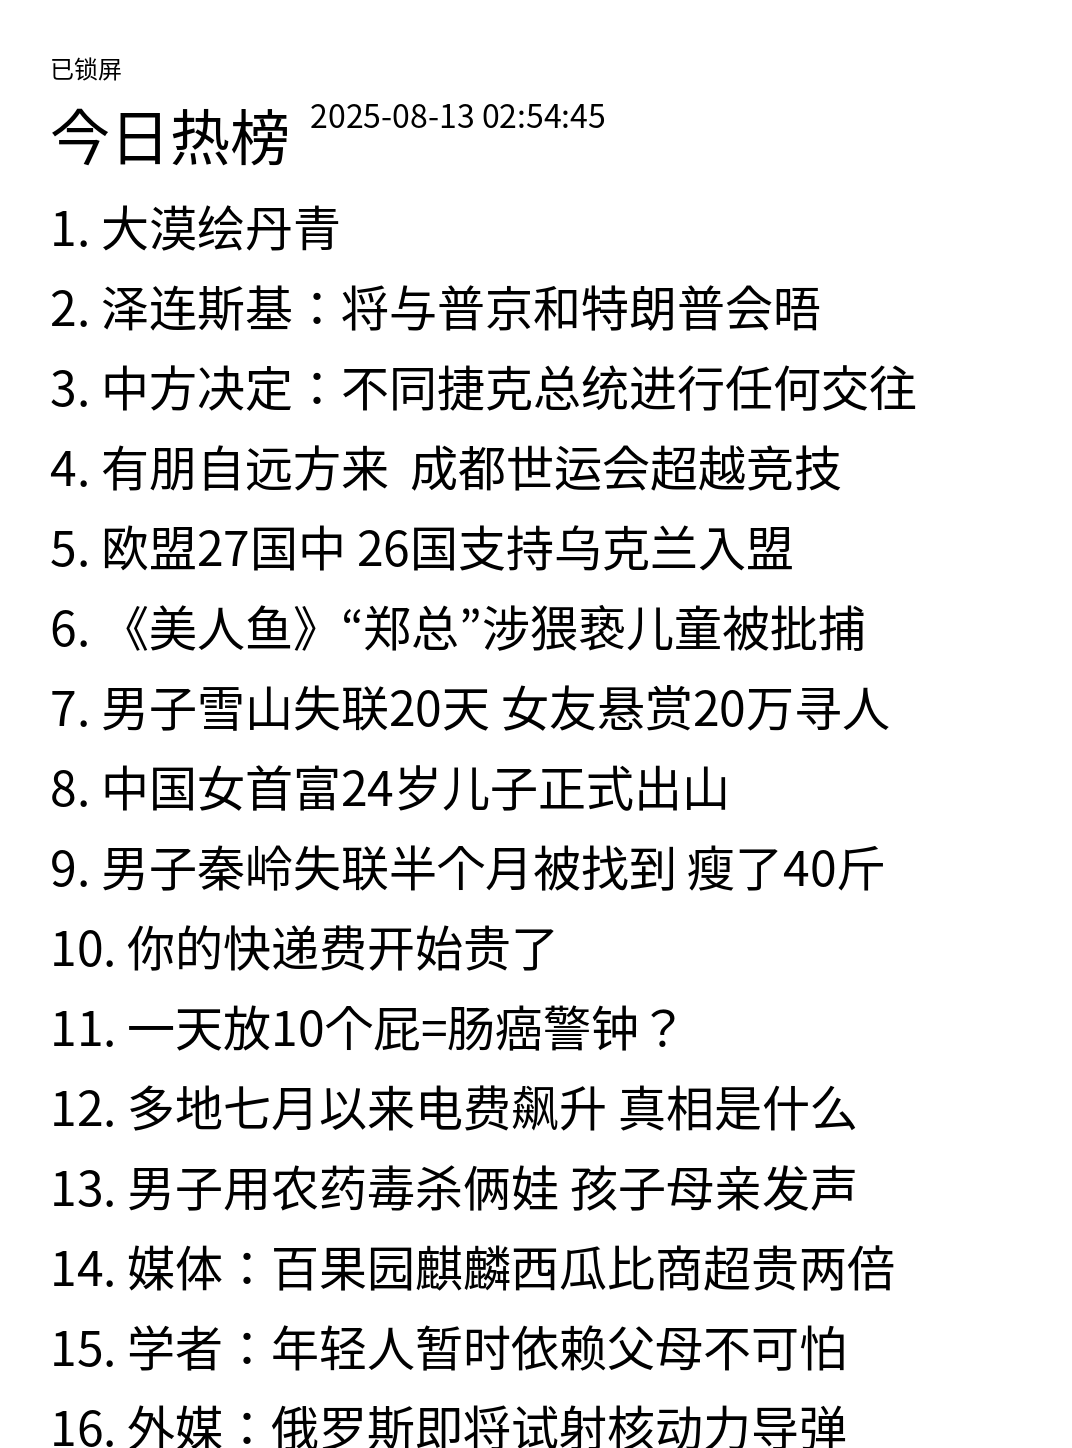 已锁屏
今日热榜 2025-08-13 02:54:45
1. 大漠绘丹青
2. 泽连斯基：将与普京和特朗普会晤
3. 中方决定：不同捷克总统进行任何交往
4. 有朋自远方来 成都世运会超越竞技
5. 欧盟27国中 26国支持乌克兰入盟
6. 《美人鱼》“郑总”涉猥亵儿童被批捕
7. 男子雪山失联20天 女友悬赏20万寻人
8. 中国女首富24岁儿子正式出山
9. 男子秦岭失联半个月被找到 瘦了40斤
10. 你的快递费开始贵了
11. 一天放10个屁=肠癌警钟？
12. 多地七月以来电费飙升 真相是什么
13. 男子用农药毒杀俩娃 孩子母亲发声
14. 媒体：百果园麒麟西瓜比商超贵两倍
15. 学者：年轻人暂时依赖父母不可怕
16. 外媒：俄罗斯即将试射核动力导弹